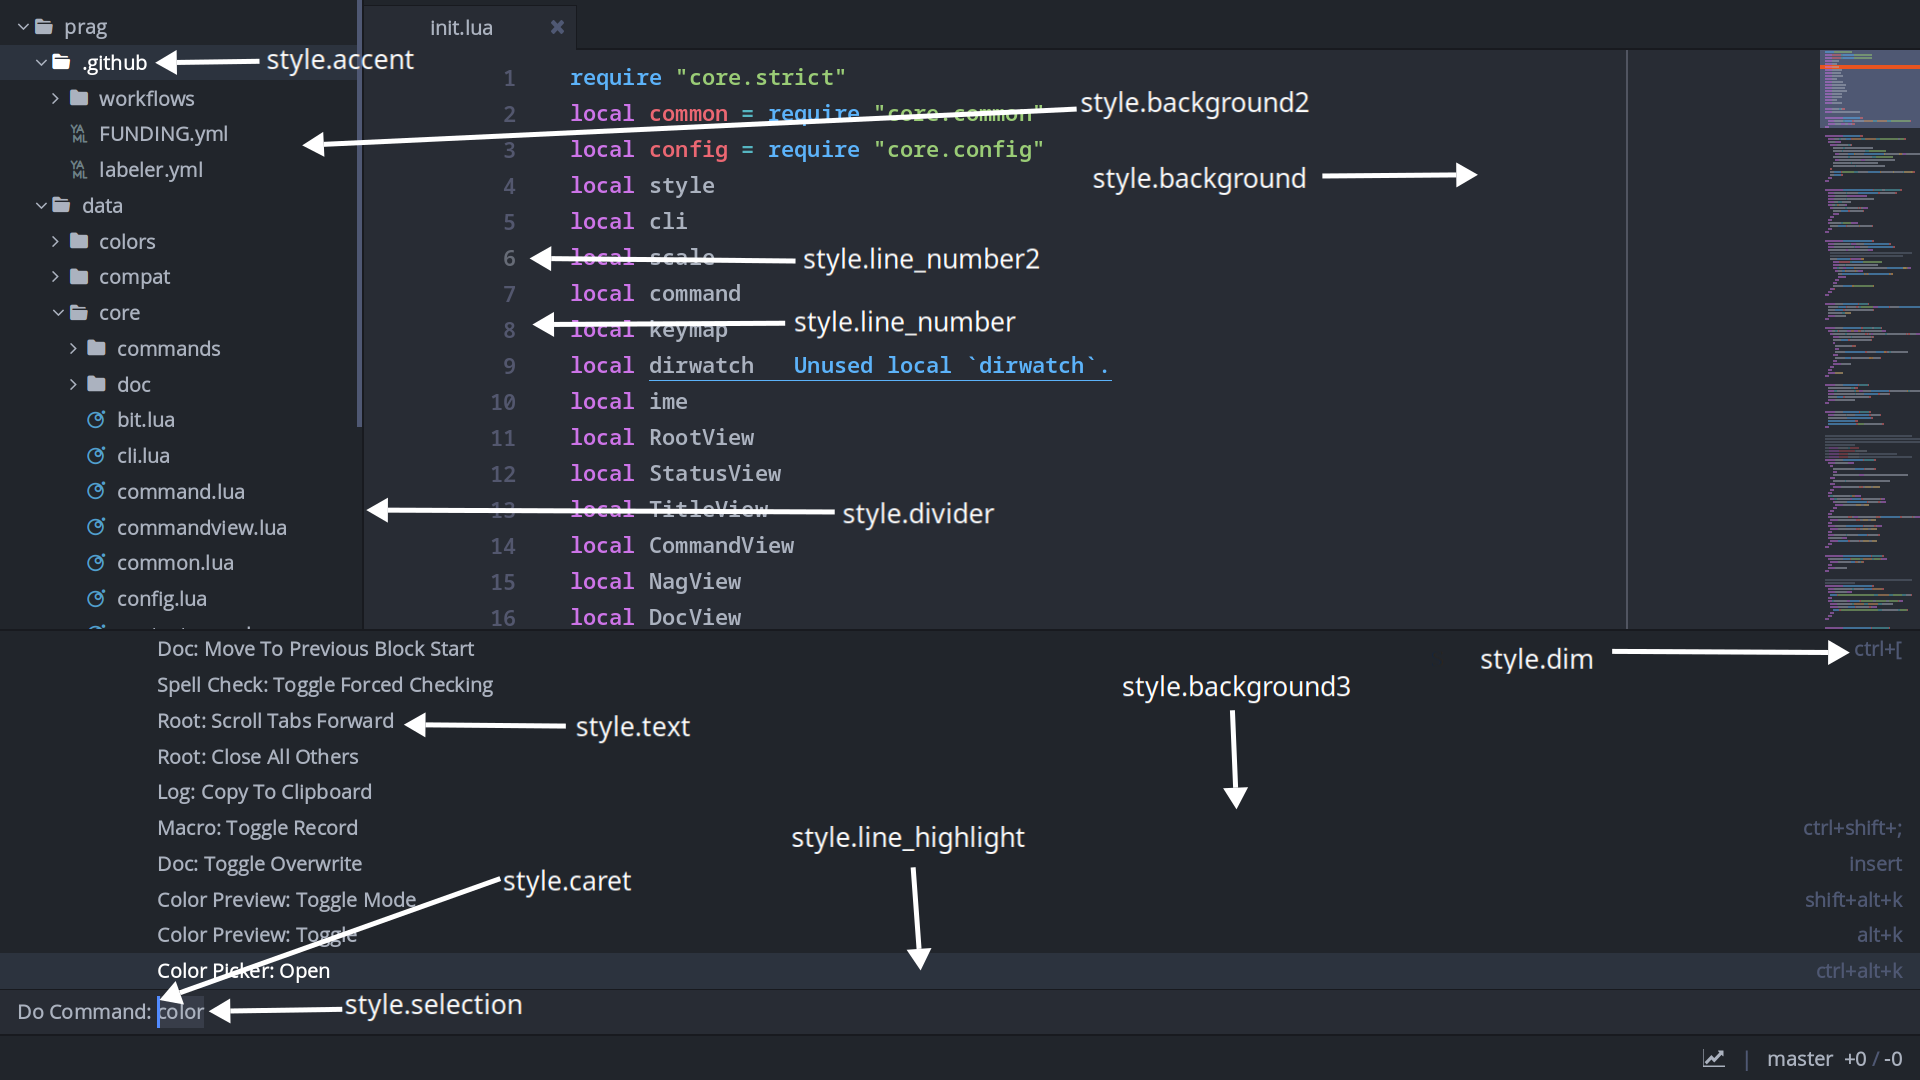 prag
.github
style.accent
workflows
FUNDING.yml
labeler.yml
data
colors
compat
core
commands
doc
bit.lua
cli.lua
command.lua
commandview.lua
common.lua
config.lua
init.lua
1 require "core.strict"
2 local common = require "core.common"
style.background2
3 local config = require "core.config"
style.background
4 local style
5 local cli
6 local scale
style.line_number2
7 local command
8 local keymap
style.line_number
9 local dirwatch Unused local `dirwatch`.
10 local ime
11 local RootView
12 local StatusView
13 local TitleView
style.divider
14 local CommandView
15 local NagView
16 local DocView
Doc: Move To Previous Block Start ctrl+[
style.dim
Spell Check: Toggle Forced Checking
style.background3
Root: Scroll Tabs Forward
style.text
Root: Close All Others
Log: Copy To Clipboard
Macro: Toggle Record ctrl+shift+;
style.line_highlight
Doc: Toggle Overwrite insert
style.caret
Color Preview: Toggle Mode shift+alt+k
Color Preview: Toggle alt+k
Color Picker: Open ctrl+alt+k
Do Command: color
style.selection
master +0 / -0